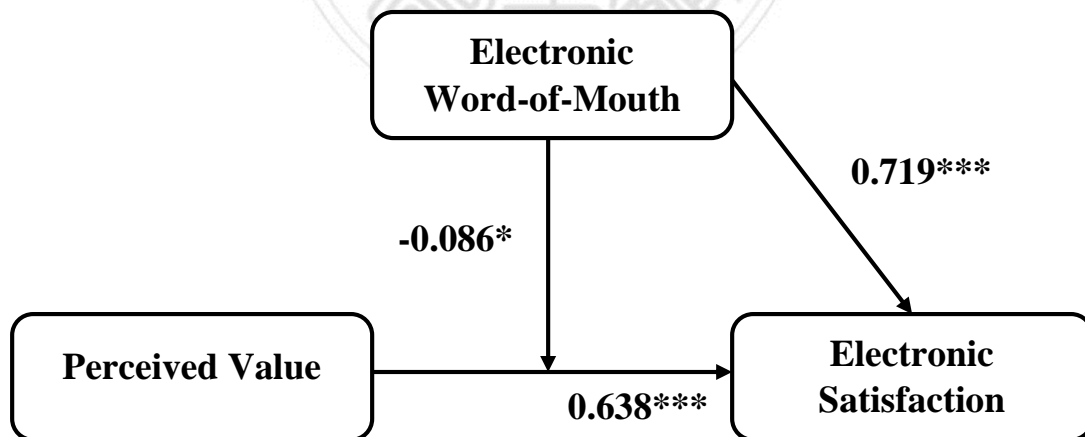 Electronic
Word-of-Mouth
0.719***
-0.086*
Perceived Value
Electronic
Satisfaction
0.638***